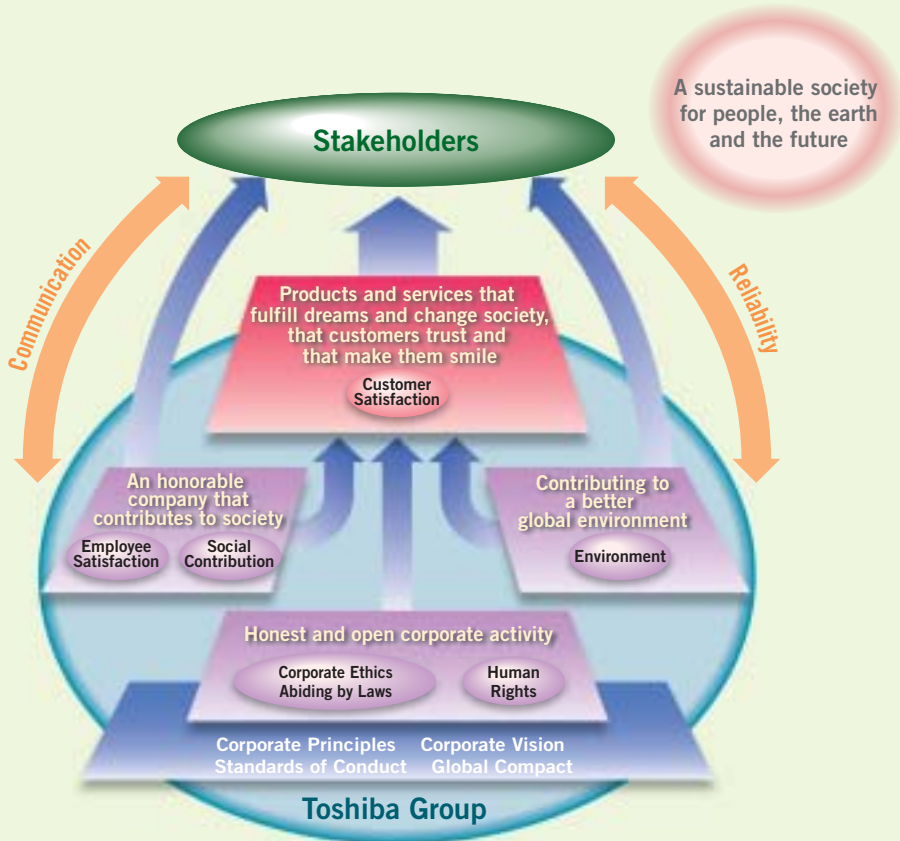 A sustainable society
for people, the earth
and the future
Stakeholders
Communication
Reliability
Products and services that
fulfill dreams and change society,
that customers trust and
that make them smile
Customer
Satisfaction
An honorable
company that
contributes to society
Employee
Satisfaction
Social
Contribution
Contributing to
a better
global environment
Environment
Honest and open corporate activity
Corporate Ethics
Abiding by Laws
Human
Rights
Corporate Principles Corporate Vision
Standards of Conduct Global Compact
Toshiba Group